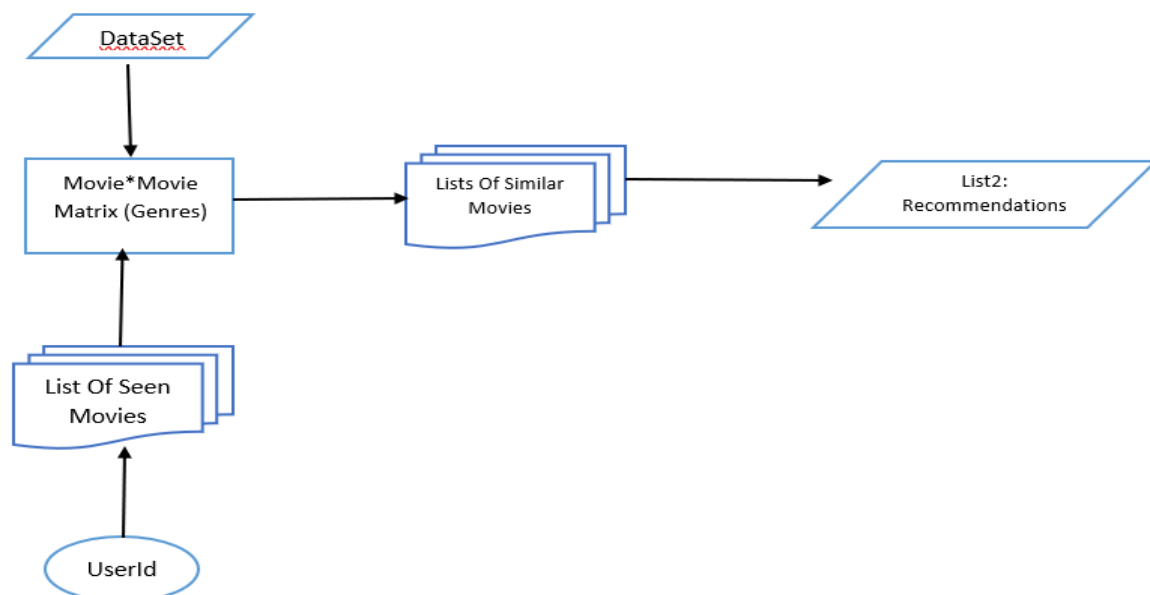 DataSet
Movie*Movie
Matrix (Genres)
Lists Of Similar
Movies
List2:
Recommendations
List Of Seen
Movies
UserId